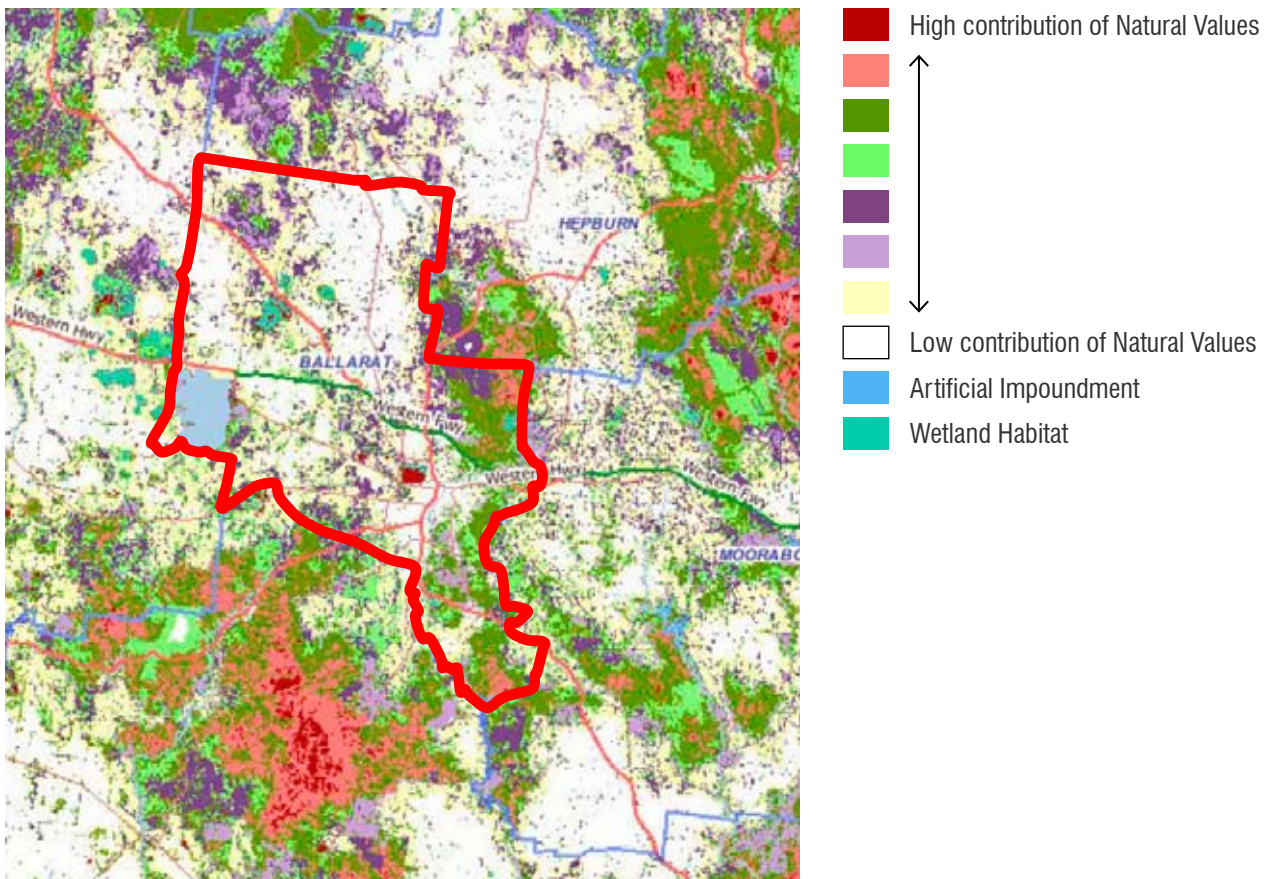 High contribution of Natural Values
HEPBURN
Western Hwy
Low contribution of Natural Values
BALLARAT
Artificial Impoundment
Western Fwy
Wetland Habitat
Western Hwy
Western Fwy
MOORABO